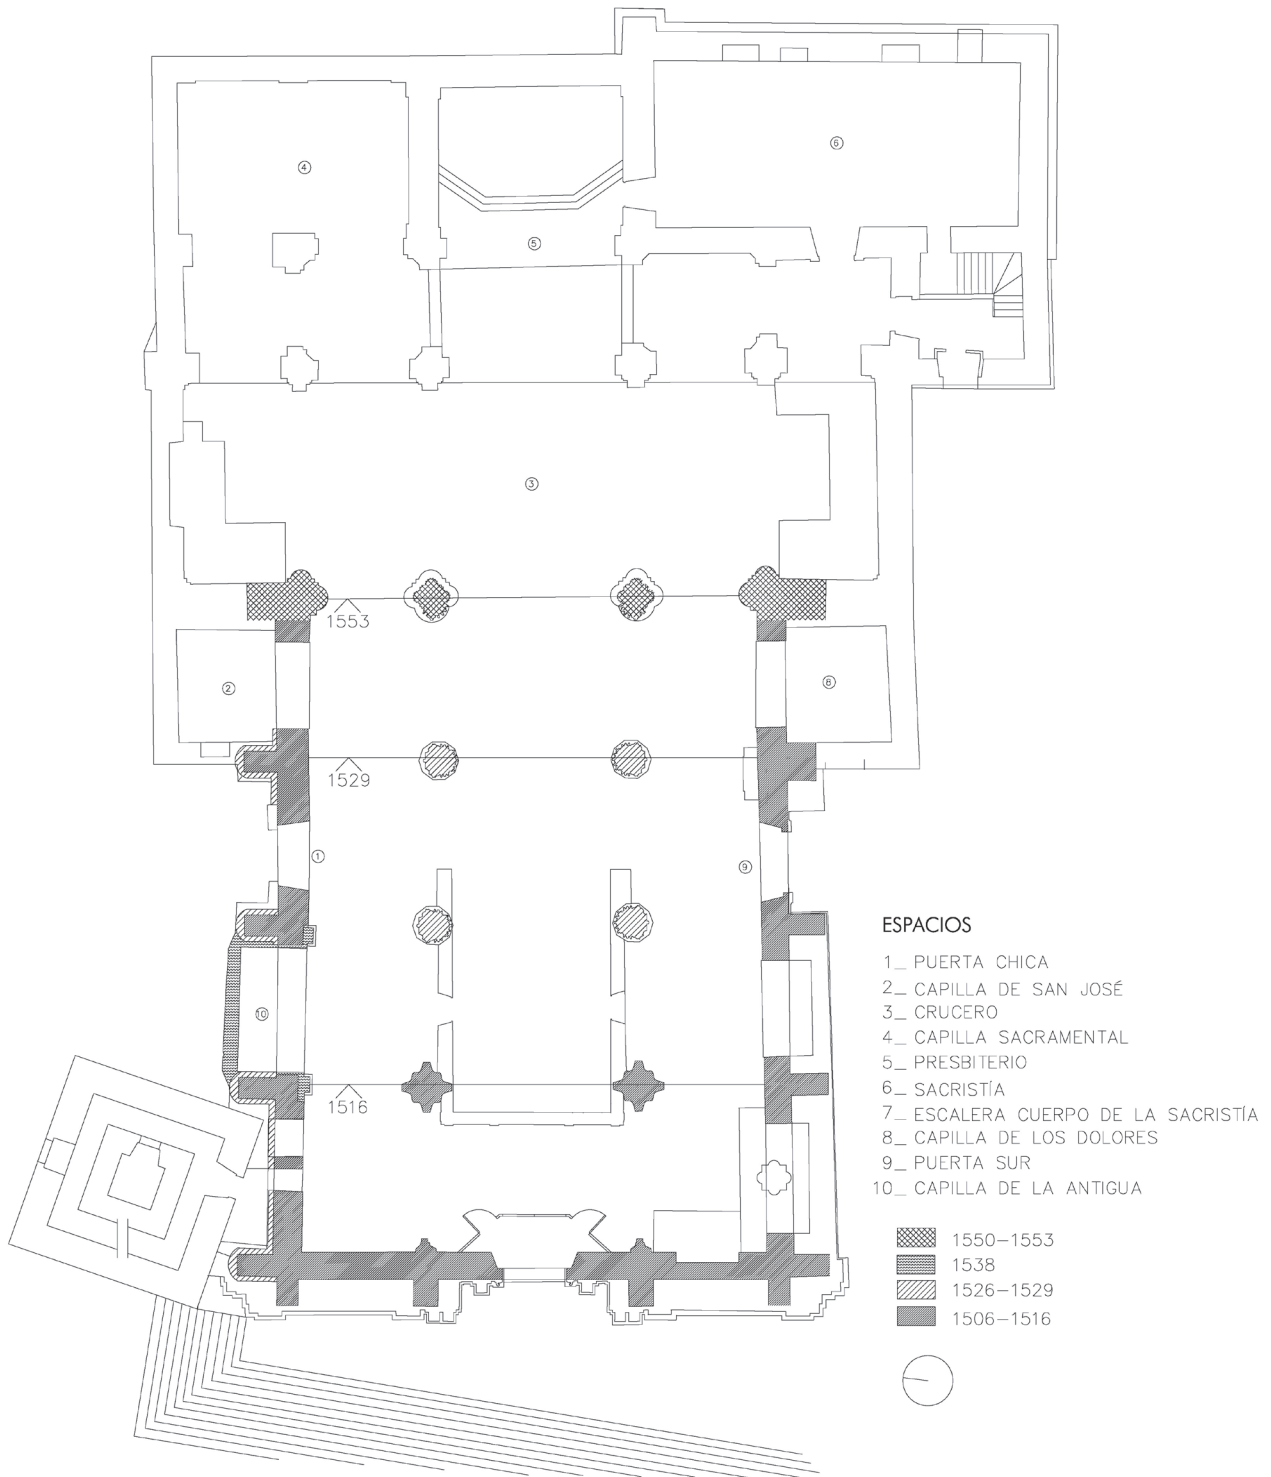 4
6
5
3
1553
2
8
1529
1
9
10
1516
ESPACIOS
1_ PUERTA CHICA
2_ CAPILLA DE SAN JOSÉ
3_ CRUCERO
4_ CAPILLA SACRAMENTAL
5_ PRESBITERIO
6_ SACRISTÍA
7_ ESCALERA CUERPO DE LA SACRISTÍA
8_ CAPILLA DE LOS DOLORES
9_ PUERTA SUR
10_ CAPILLA DE LA ANTIGUA
1550-1553
1538
1526-1529
1506-1516